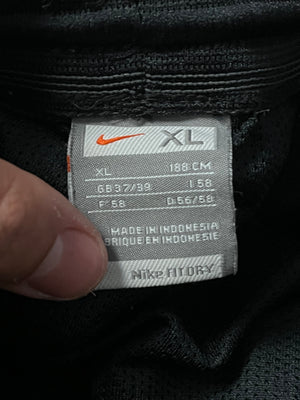 XL
XL 188 CM
GB 37/39 I 58
F 58 D 56/58
MADE IN INDONESIA
FABRIQUE EN INDONESIE
Nike FIT DRY